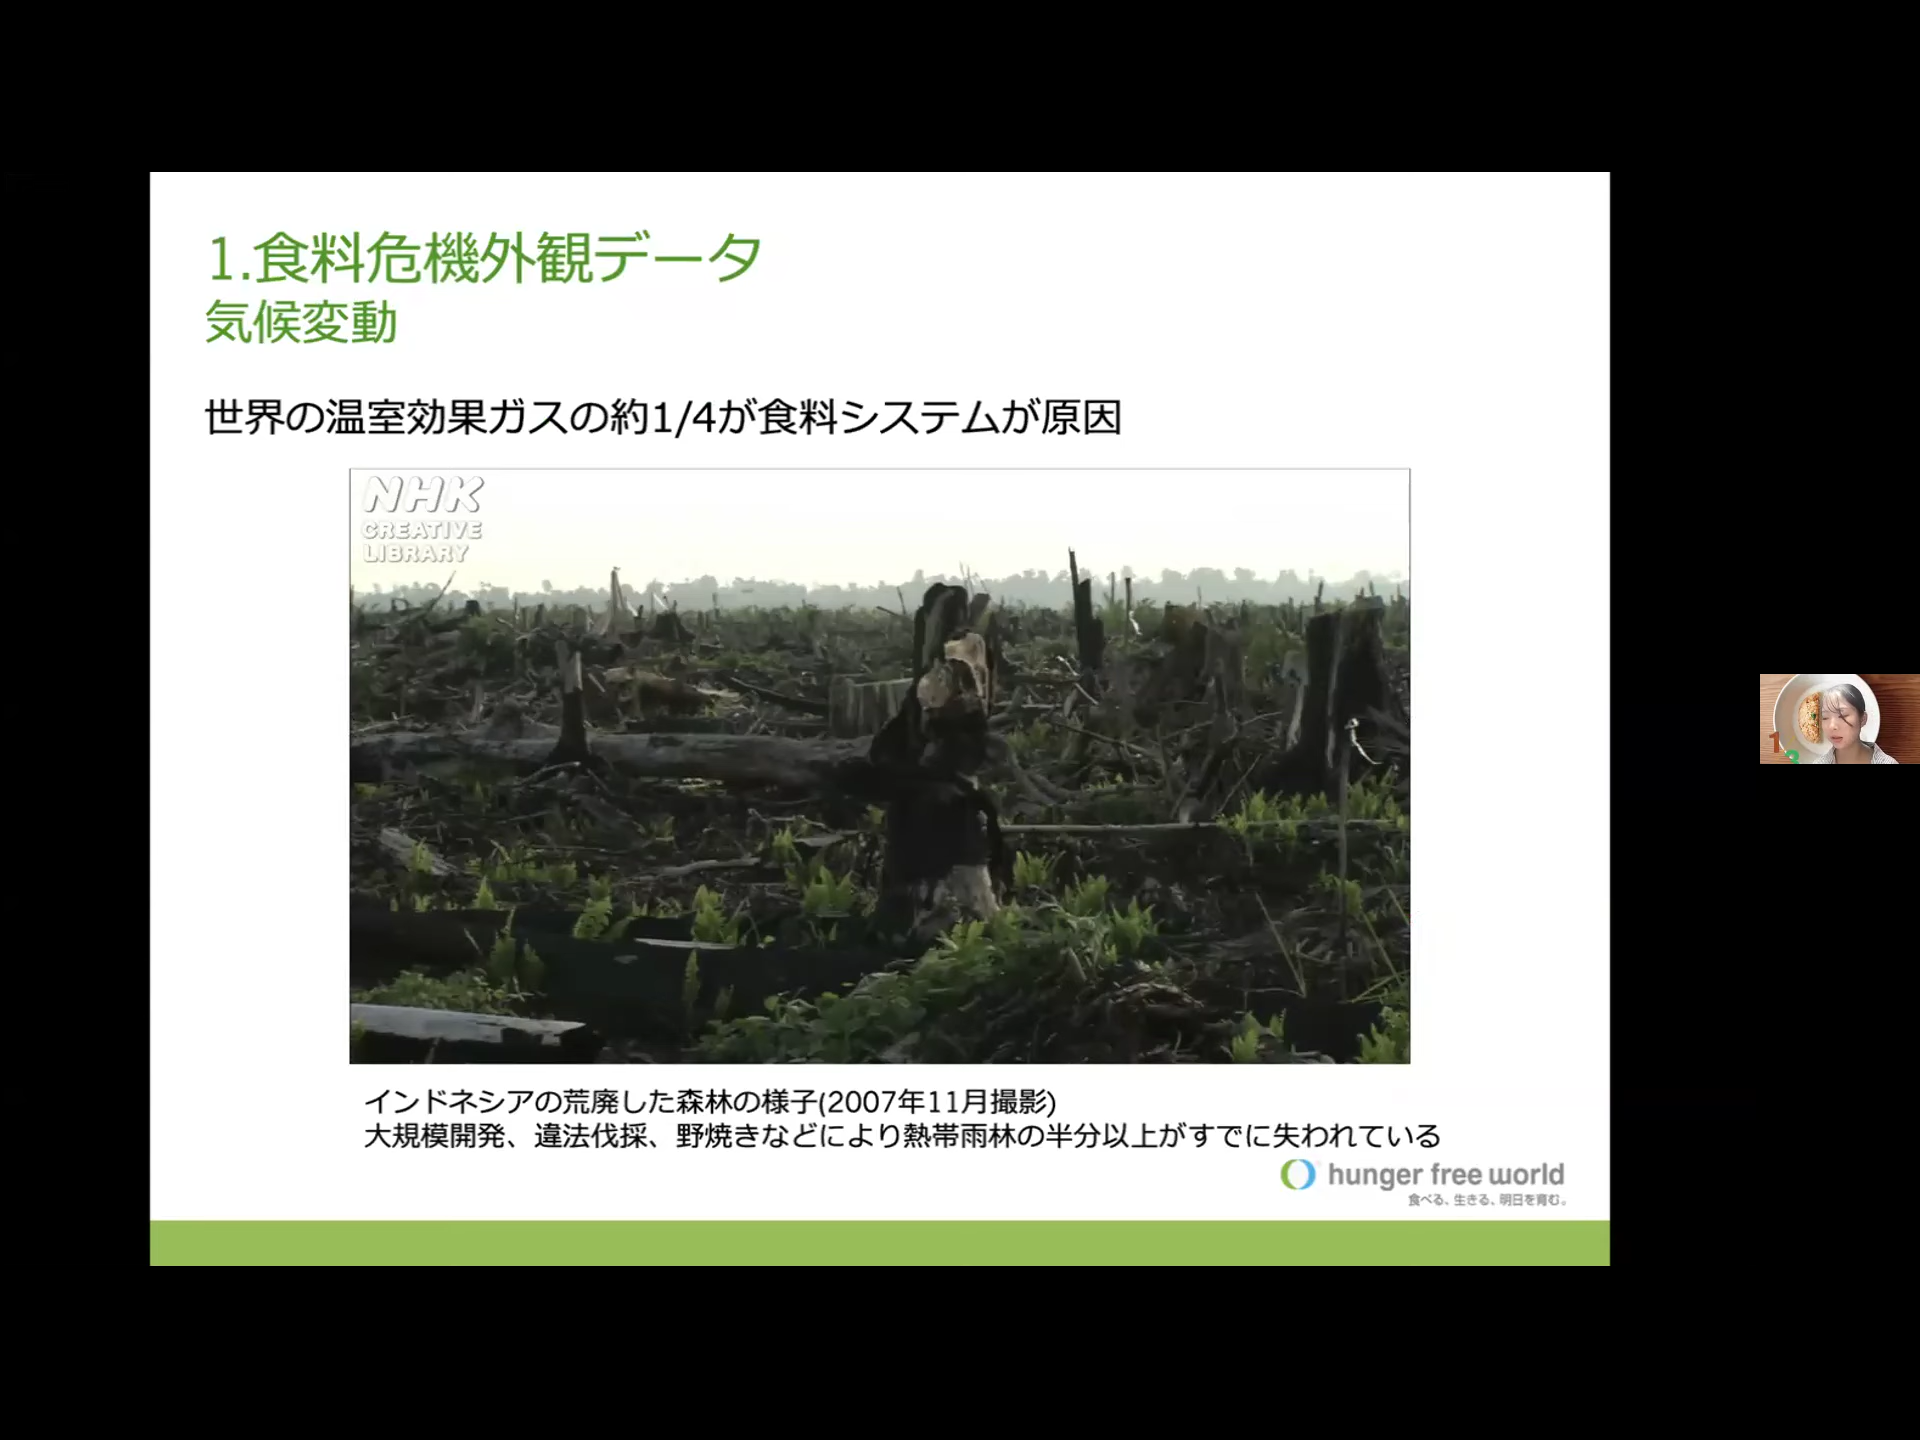 1.食料危機外観データ
気候変動
世界の温室効果ガスの約1/4が食料システムが原因
NHK
CREATIVE
LIBRARY
インドネシアの荒廃した森林の様子(2007年11月撮影)
大規模開発、違法伐採、野焼きなどにより熱帯雨林の半分以上がすでに失われている
hunger free world
食べる、生きる、明日を育む。